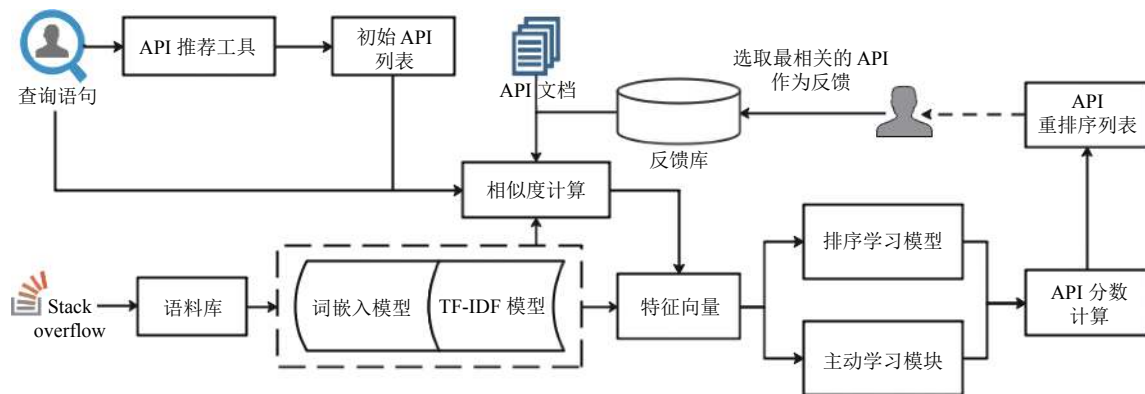 查询语句
API 推荐工具
初始 API
列表
API 文档
反馈库
选取最相关的 API
作为反馈
API
重排序列表
相似度计算
Stack
overflow
语料库
词嵌入模型
TF-IDF 模型
特征向量
排序学习模型
主动学习模块
API 分数
计算